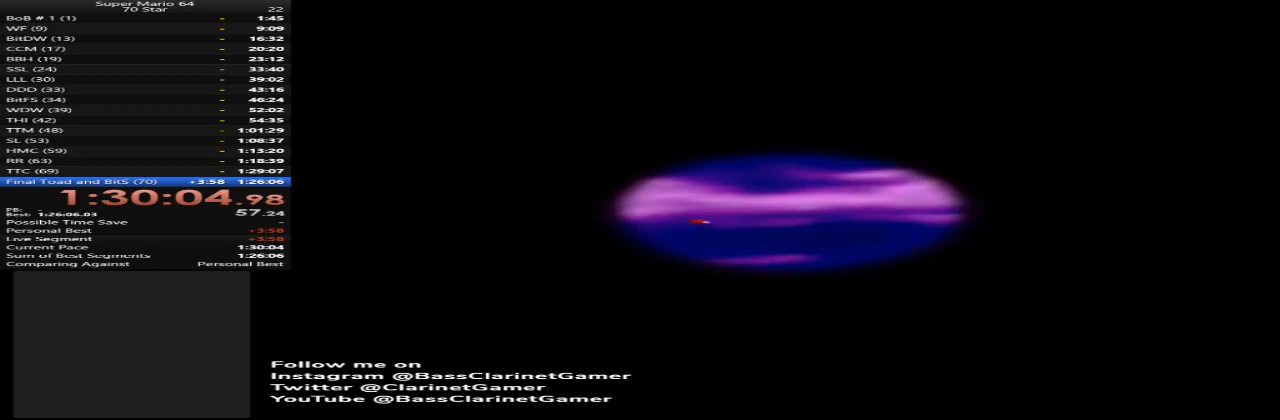 Super Mario 64
70 Star 22
BoB # 1 (1) - 1:45
WF (9) - 9:09
BitDW (13) - 16:32
CCM (17) - 20:20
BBH (19) - 23:12
SSL (24) - 33:40
LLL (30) - 39:02
DDD (33) - 43:16
BitFS (34) - 46:24
WDW (39) - 52:02
THI (42) - 54:35
TTM (48) - 1:01:29
SL (53) - 1:08:37
HMC (59) - 1:13:20
RR (63) - 1:18:39
TTC (69) - 1:29:07
Final Toad and BitS (70) +3:58 1:26:06
1:30:04.98
PB:
Best: 1:26:06.03 57.24
Possible Time Save -
Personal Best +3:58
Live Segment +3:58
Current Pace 1:30:04
Sum of Best Segments 1:26:06
Comparing Against Personal Best
Follow me on
Instagram @BassClarinetGamer
Twitter @ClarinetGamer
YouTube @BassClarinetGamer